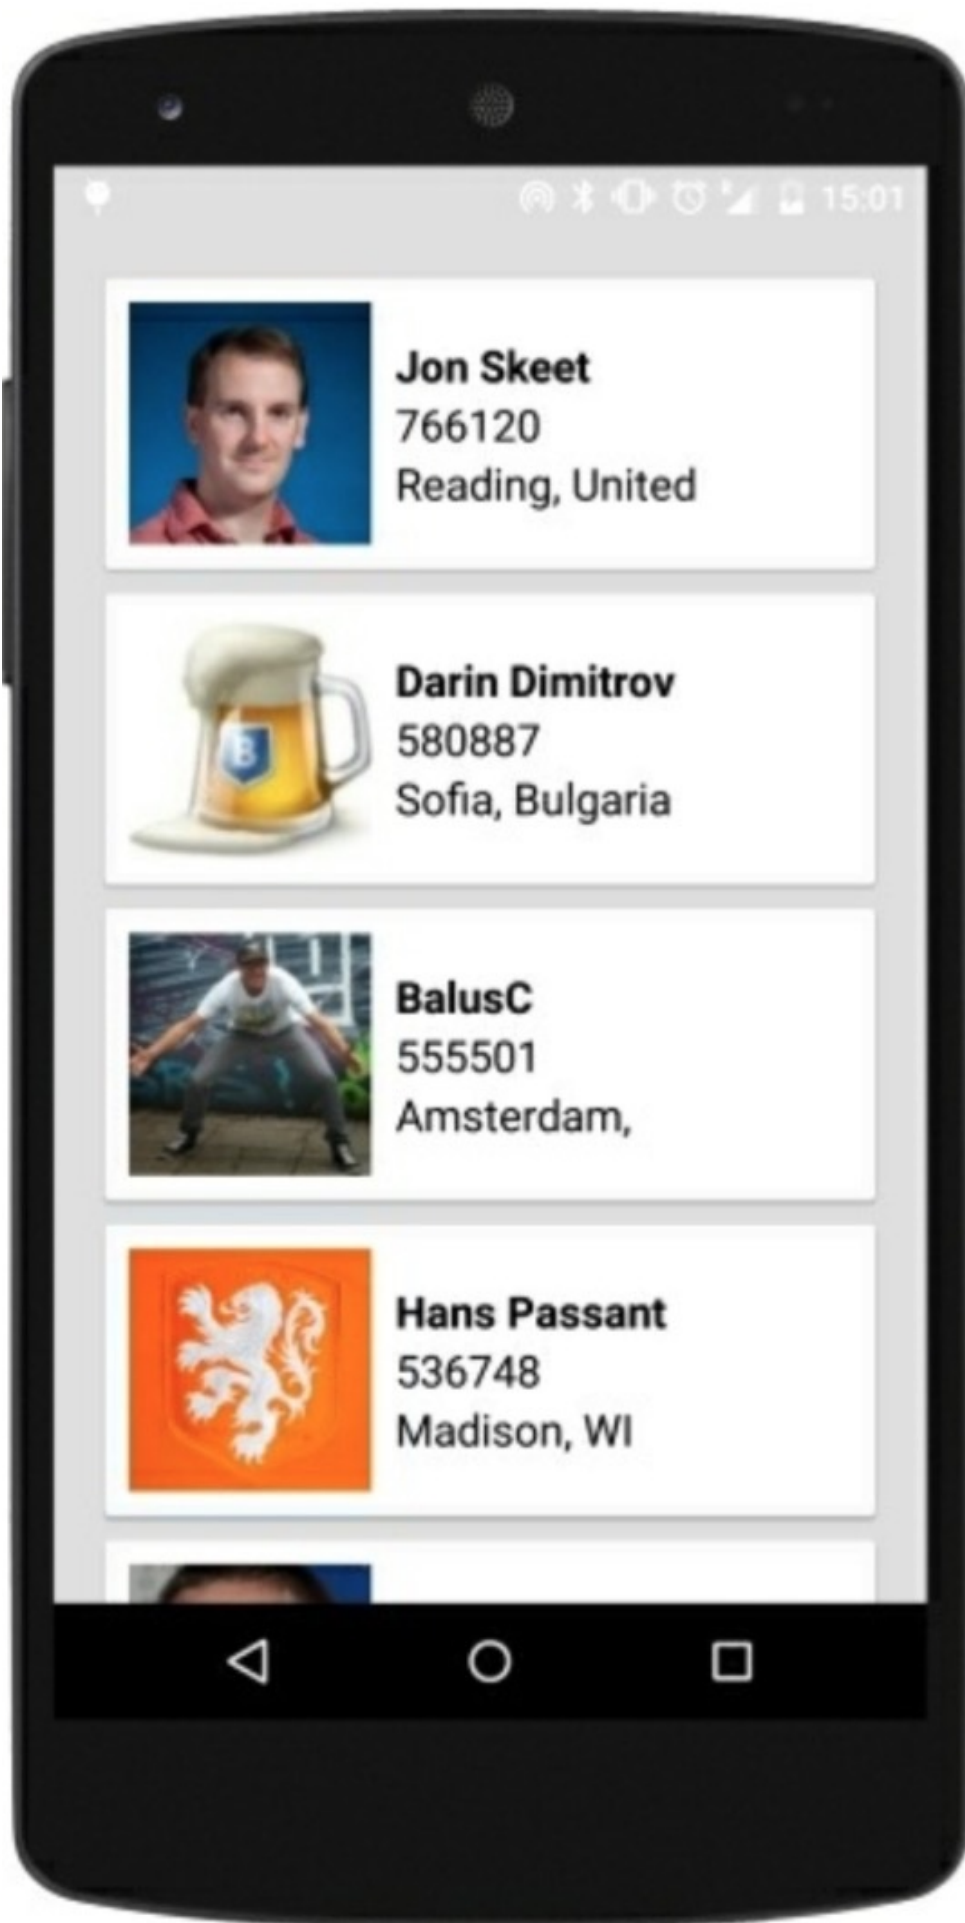 15:01
Jon Skeet
766120
Reading, United
B
Darin Dimitrov
580887
Sofia, Bulgaria
BalusC
555501
Amsterdam,
Hans Passant
536748
Madison, WI